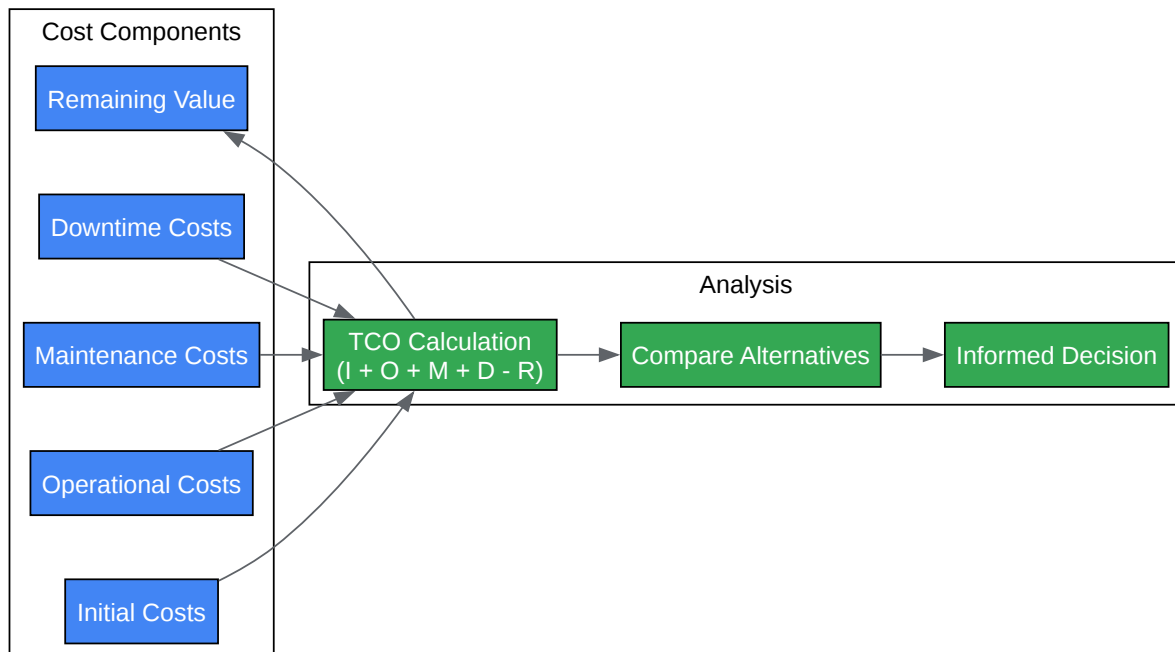 Cost Components
Remaining Value
Downtime Costs
Maintenance Costs
Operational Costs
Initial Costs
Analysis
TCO Calculation
(I + O + M + D - R)
Compare Alternatives
Informed Decision